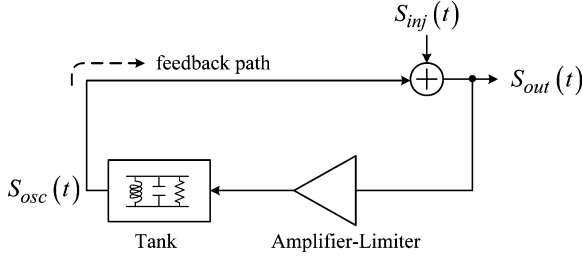 S_inj(t)
feedback path
S_out(t)
S_osc(t)
Tank
Amplifier-Limiter